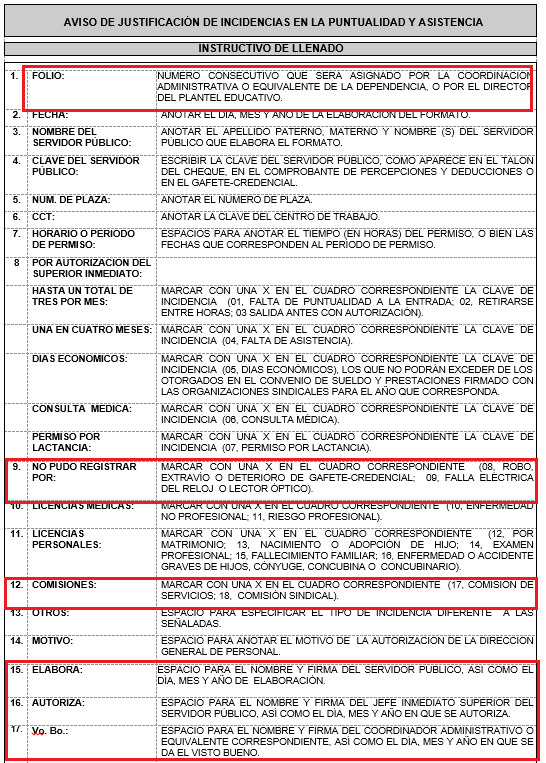 AVISO DE JUSTIFICACIÓN DE INCIDENCIAS EN LA PUNTUALIDAD Y ASISTENCIA
INSTRUCTIVO DE LLENADO
1. FOLIO: NUMERO CONSECUTIVO QUE SERA ASIGNADO POR LA COORDINACION
ADMINISTRATIVA O EQUIVALENTE DE LA DEPENDENCIA, O POR EL DIRECTOR
DEL PLANTEL EDUCATIVO.
2. FECHA: ANOTAR EL DIA, MES Y AÑO DE LA ELABORACIÓN DEL FORMATO.
3. NOMBRE DEL ANOTAR EL APELLIDO PATERNO, MATERNO Y NOMBRE (S) DEL SERVIDOR
SERVIDOR PÚBLICO: PÚBLICO QUE ELABORA EL FORMATO.
4. CLAVE DEL SERVIDOR ESCRIBIR LA CLAVE DEL SERVIDOR PUBLICO, COMO APARECE EN EL TALON
PÚBLICO: DEL CHEQUE, EN EL COMPROBANTE DE PERCEPCIONES Y DEDUCCIONES O
EN EL GAFETE-CREDENCIAL.
5. NUM. DE PLAZA: ANOTAR EL NÚMERO DE PLAZA.
6. CCT: ANOTAR LA CLAVE DEL CENTRO DE TRABAJO.
7. HORARIO O PERIODO ESPACIOS PARA ANOTAR EL TIEMPO (EN HORAS) DEL PERMISO, O BIEN LAS
DE PERMISO: FECHAS QUE CORRESPONDEN AL PERÍODO DE PERMISO.
8 POR AUTORIZACION DEL
SUPERIOR INMEDIATO:
HASTA UN TOTAL DE MARCAR CON UNA X EN EL CUADRO CORRESPONDIENTE LA CLAVE DE
TRES POR MES: INCIDENCIA (01, FALTA DE PUNTUALIDAD A LA ENTRADA; 02, RETIRARSE
ENTRE HORAS; 03 SALIDA ANTES CON AUTORIZACIÓN).
UNA EN CUATRO MESES: MARCAR CON UNA X EN EL CUADRO CORRESPONDIENTE LA CLAVE DE
INCIDENCIA (04, FALTA DE ASISTENCIA).
DIAS ECONOMICOS: MARCAR CON UNA X EN EL CUADRO CORRESPONDIENTE LA CLAVE DE
INCIDENCIA (05, DIAS ECONÓMICOS), LOS QUE NO PODRÀN EXCEDER DE LOS
OTORGADOS EN EL CONVENIO DE SUELDO Y PRESTACIONES FIRMADO CON
LAS ORGANIZACIONES SINDICALES PARA EL AÑO QUE CORRESPONDA.
CONSULTA MEDICA: MARCAR CON UNA X EN EL CUADRO CORRESPONDIENTE LA CLAVE DE
INCIDENCIA (06, CONSULTA MÉDICA).
PERMISO POR MARCAR CON UNA X EN EL CUADRO CORRESPONDIENTE LA CLAVE DE
LACTANCIA: INCIDENCIA (07, PERMISO POR LACTANCIA).
9. NO PUDO REGISTRAR MARCAR CON UNA X EN EL CUADRO CORRESPONDIENTE (08, ROBO,
POR: EXTRAVÍO O DETERIORO DE GAFETE-CREDENCIAL; 09, FALLA ELÉCTRICA
DEL RELOJ O LECTOR ÓPTICO).
10. LICENCIAS MEDICAS: MARCAR CON UNA X EN EL CUADRO CORRESPONDIENTE (10, ENFERMEDAD
NO PROFESIONAL; 11, RIESGO PROFESIONAL).
11. LICENCIAS MARCAR CON UNA X EN EL CUADRO CORRESPONDIENTE (12, POR
PERSONALES: MATRIMONIO; 13, NACIMIENTO O ADOPCIÓN DE HIJO; 14, EXAMEN
PROFESIONAL; 15, FALLECIMIENTO FAMILIAR; 16, ENFERMEDAD O ACCIDENTE
GRAVES DE HIJOS, CÓNYUGE, CONCUBINA O CONCUBINARIO).
12. COMISIONES: MARCAR CON UNA X EN EL CUADRO CORRESPONDIENTE (17, COMISION DE
SERVICIOS; 18, COMISIÓN SINDICAL).
13. OTROS: ESPACIO PARA ESPECIFICAR EL TIPO DE INCIDENCIA DIFERENTE A LAS
SEÑALADAS.
14. MOTIVO: ESPACIO PARA ANOTAR EL MOTIVO DE LA AUTORIZACION DE LA DIRECCION
GENERAL DE PERSONAL.
15. ELABORA: ESPACIO PARA EL NOMBRE Y FIRMA DEL SERVIDOR PÚBLICO, ASI COMO EL
DÍA, MES Y AÑO DE ELABORACIÓN.
16. AUTORIZA: ESPACIO PARA EL NOMBRE Y FIRMA DEL JEFE INMEDIATO SUPERIOR DEL
SERVIDOR PÚBLICO, ASÌ COMO EL DÍA, MES Y AÑO EN QUE SE AUTORIZA.
17. Vo. Bo.: ESPACIO PARA EL NOMBRE Y FIRMA DEL COORDINADOR ADMINISTRATIVO O
EQUIVALENTE CORRESPONDIENTE, ASÍ COMO EL DÍA, MES Y AÑO EN QUE SE
DA EL VISTO BUENO.